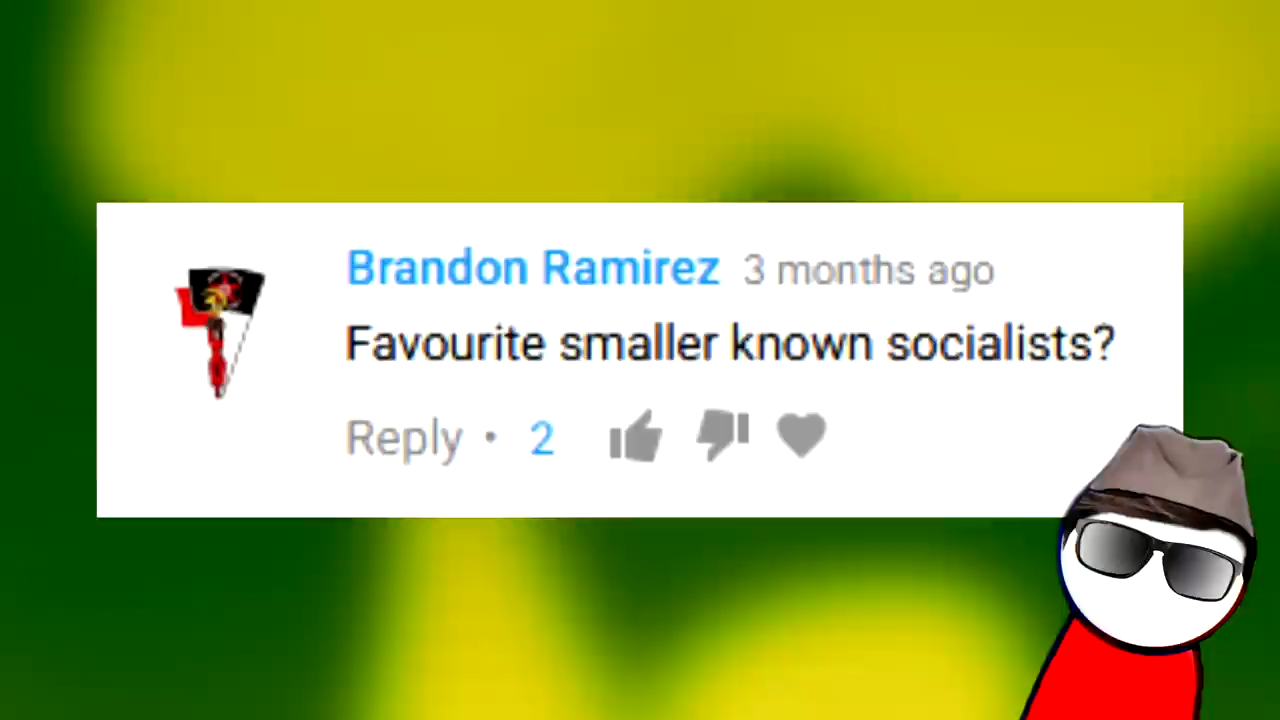 Brandon Ramirez 3 months ago
Favourite smaller known socialists?
Reply • 2